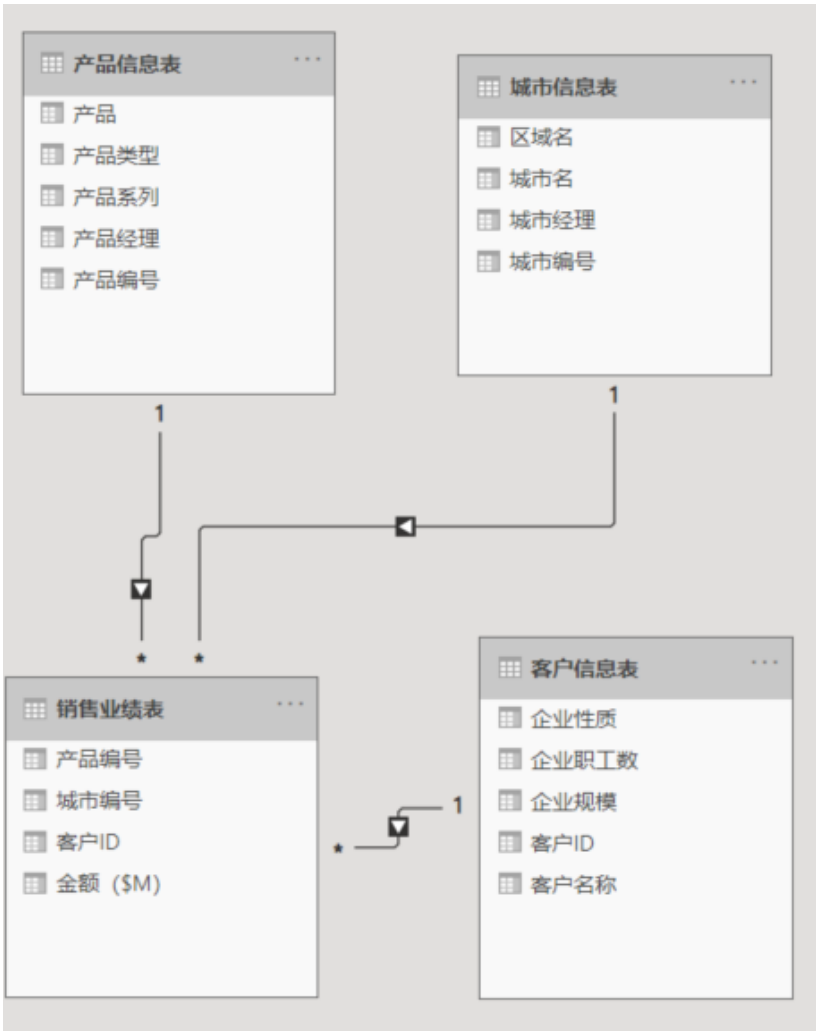 产品信息表 ...
产品
产品类型
产品系列
产品经理
产品编号
城市信息表 ...
区域名
城市名
城市经理
城市编号
1
1
*
*
销售业绩表 ...
产品编号
城市编号
客户ID
金额（$M）
*
1
客户信息表 ...
企业性质
企业职工数
企业规模
客户ID
客户名称